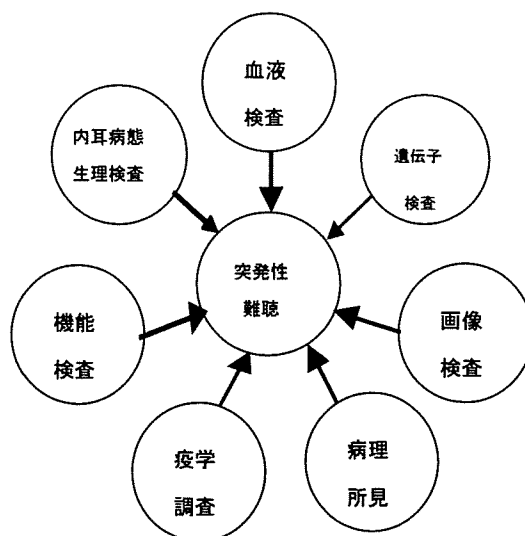 血液
検査
内耳病態
生理検査
遺伝子
検査
突発性
難聴
機能
検査
画像
検査
疫学
調査
病理
所見